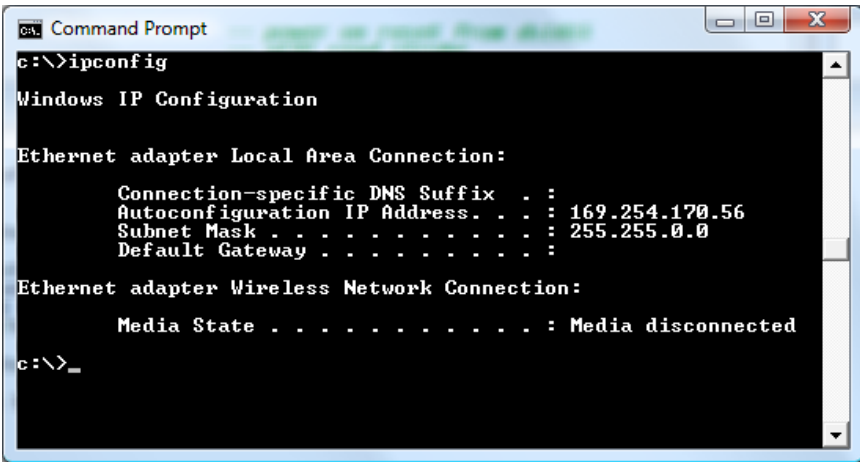 Command Prompt
c:\>ipconfig
Windows IP Configuration
Ethernet adapter Local Area Connection:
Connection-specific DNS Suffix . :
Autoconfiguration IP Address. . . : 169.254.170.56
Subnet Mask . . . . . . . . . . . : 255.255.0.0
Default Gateway . . . . . . . . . :
Ethernet adapter Wireless Network Connection:
Media State . . . . . . . . . . . : Media disconnected
c:\>_